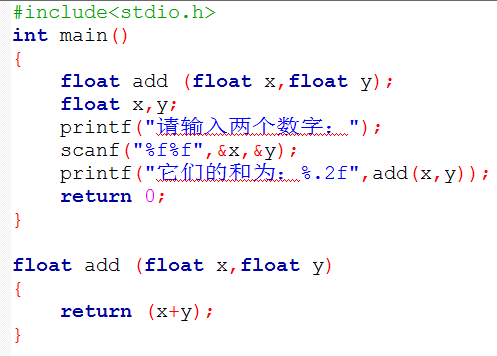 #include<stdio.h>
int main()
{
    float add (float x,float y);
    float x,y;
    printf("请输入两个数字：");
    scanf("%f%f",&x,&y);
    printf("它们的和为：%.2f",add(x,y));
    return 0;
}
float add (float x,float y)
{
    return (x+y);
}